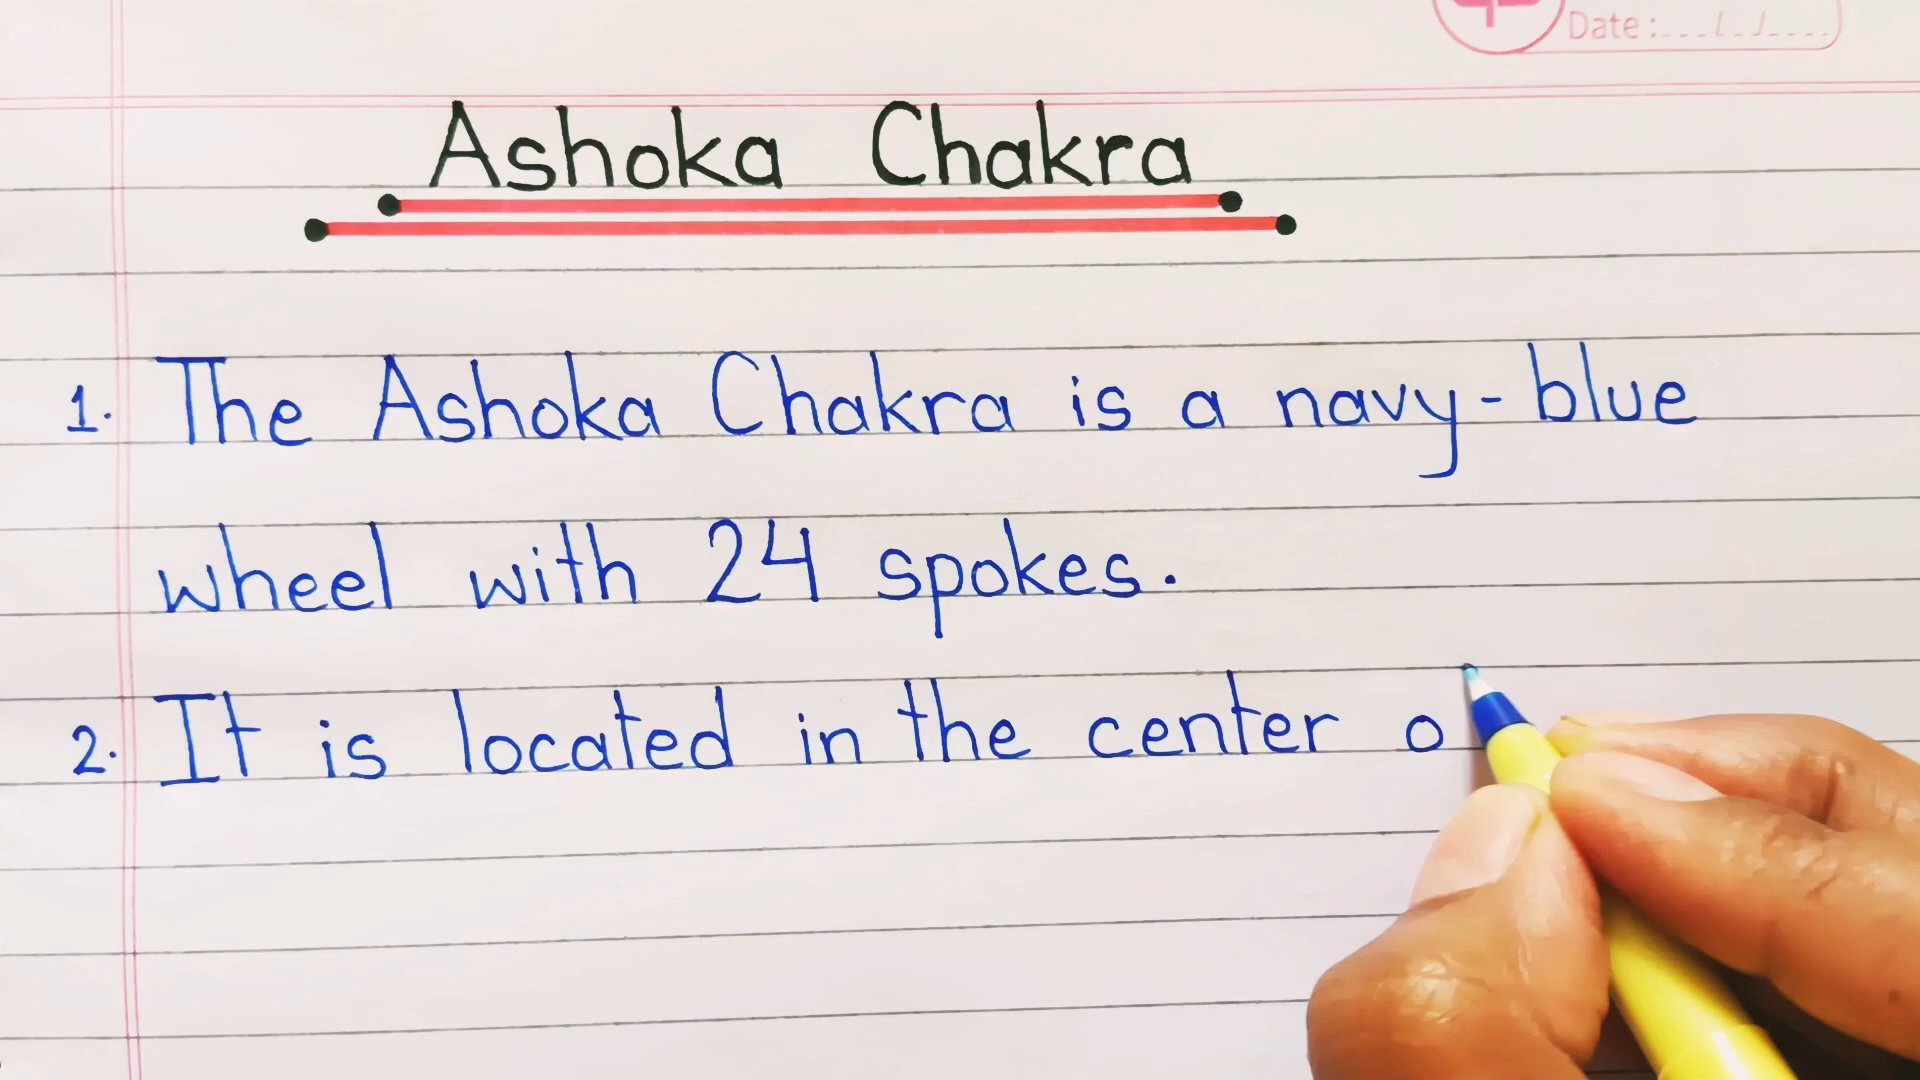 Date :
Ashoka Chakra
1. The Ashoka Chakra is a navy-blue
wheel with 24 spokes.
2. It is located in the center o